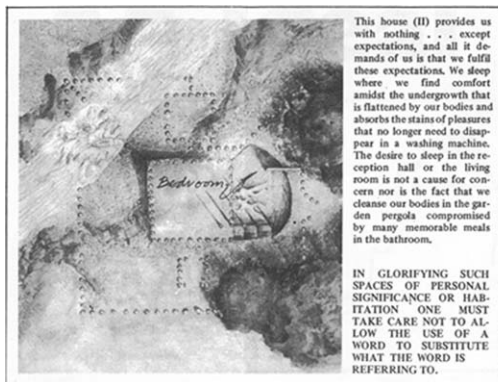 This house (II) provides us
with nothing . . . except
expectations, and all it de-
mands of us is that we fulfil
these expectations. We sleep
where we find comfort
amidst the undergrowth that
is flattened by our bodies and
absorbs the stains of pleasures
that no longer need to disap-
pear in a washing machine.
The desire to sleep in the re-
ception hall or the living
room is not a cause for con-
cern nor is the fact that we
cleanse our bodies in the gar-
den pergola compromised
by many memorable meals
in the bathroom.
Bedroom
IN GLORIFYING SUCH
SPACES OF PERSONAL
SIGNIFICANCE OR HAB-
ITATION ONE MUST
TAKE CARE NOT TO AL-
LOW THE USE OF A
WORD TO SUBSTITUTE
WHAT THE WORD IS
REFERRING TO.